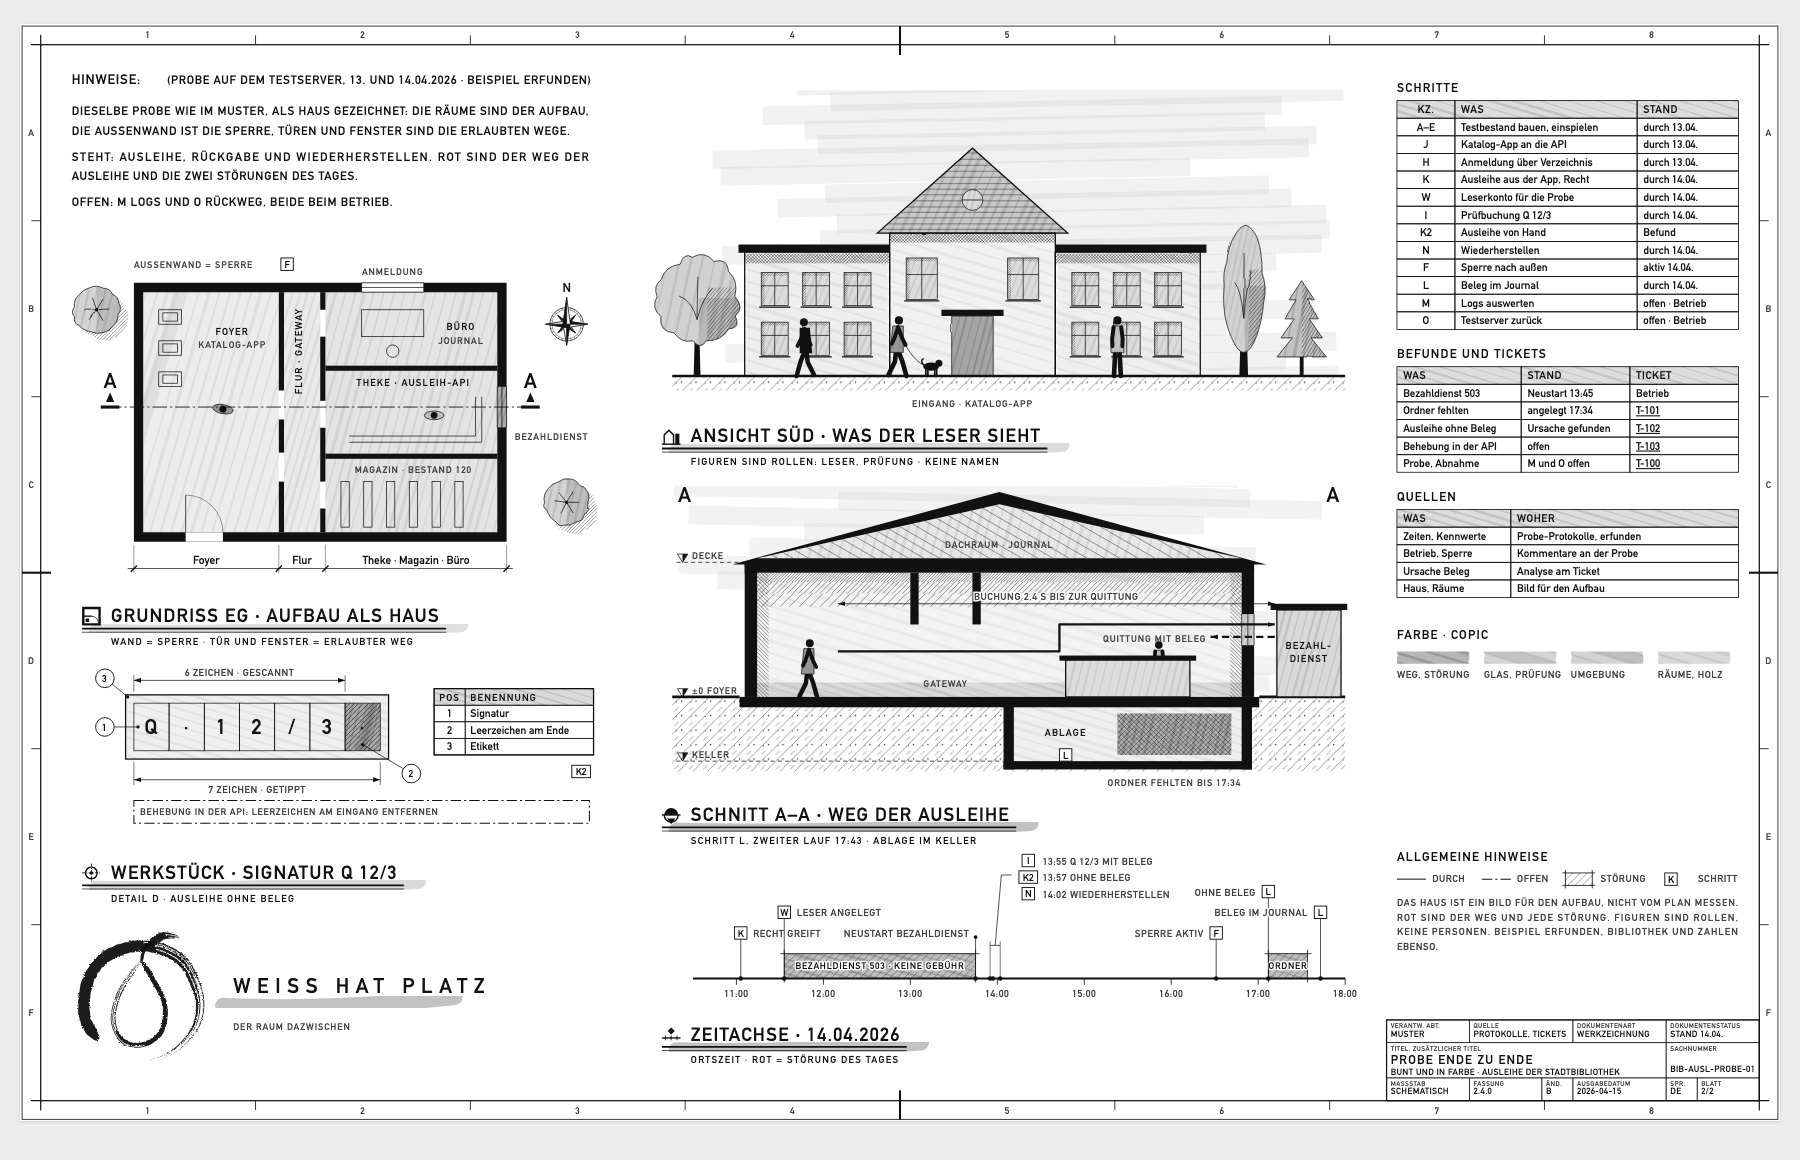 1 2 3 4 5 6 7 8
A
B
C
D
E
F
HINWEISE: (PROBE AUF DEM TESTSERVER, 13. UND 14.04.2026 · BEISPIEL ERFUNDEN)
DIESELBE PROBE WIE IM MUSTER, ALS HAUS GEZEICHNET: DIE RÄUME SIND DER AUFBAU,
DIE AUSSENWAND IST DIE SPERRE, TÜREN UND FENSTER SIND DIE ERLAUBTEN WEGE.
STEHT: AUSLEIHE, RÜCKGABE UND WIEDERHERSTELLEN. ROT SIND DER WEG DER
AUSLEIHE UND DIE ZWEI STÖRUNGEN DES TAGES.
OFFEN: M LOGS UND O RÜCKWEG, BEIDE BEIM BETRIEB.
AUSSENWAND = SPERRE F
ANMELDUNG
N
FOYER
KATALOG-APP
FLUR · GATEWAY
BÜRO
JOURNAL
A A
THEKE · AUSLEIH-API
BEZAHLDIENST
MAGAZIN · BESTAND 120
Foyer Flur Theke · Magazin · Büro
GRUNDRISS EG · AUFBAU ALS HAUS
WAND = SPERRE · TÜR UND FENSTER = ERLAUBTER WEG
6 ZEICHEN · GESCANNT
3
1
Q · 1 2 / 3 ·
2
7 ZEICHEN · GETIPPT
POS BENENNUNG
1 Signatur
2 Leerzeichen am Ende
3 Etikett
K2
BEHEBUNG IN DER API: LEERZEICHEN AM EINGANG ENTFERNEN
WERKSTÜCK · SIGNATUR Q 12/3
DETAIL D · AUSLEIHE OHNE BELEG
WEISS HAT PLATZ
DER RAUM DAZWISCHEN
EINGANG · KATALOG-APP
ANSICHT SÜD · WAS DER LESER SIEHT
FIGUREN SIND ROLLEN: LESER, PRÜFUNG · KEINE NAMEN
A A
DECKE
DACHRAUM · JOURNAL
BUCHUNG 2,4 S BIS ZUR QUITTUNG
QUITTUNG MIT BELEG
BEZAHL-
DIENST
±0 FOYER
GATEWAY
ABLAGE
L
KELLER
ORDNER FEHLTEN BIS 17:34
SCHNITT A–A · WEG DER AUSLEIHE
SCHRITT L, ZWEITER LAUF 17:43 · ABLAGE IM KELLER
I 13:55 Q 12/3 MIT BELEG
K2 13:57 OHNE BELEG
N 14:02 WIEDERHERSTELLEN
OHNE BELEG L
W LESER ANGELEGT
BELEG IM JOURNAL L
K RECHT GREIFT
NEUSTART BEZAHLDIENST
SPERRE AKTIV F
BEZAHLDIENST 503 · KEINE GEBÜHR
ORDNER
11:00 12:00 13:00 14:00 15:00 16:00 17:00 18:00
ZEITACHSE · 14.04.2026
ORTSZEIT · ROT = STÖRUNG DES TAGES
SCHRITTE
KZ. WAS STAND
A–E Testbestand bauen, einspielen durch 13.04.
J Katalog-App an die API durch 13.04.
H Anmeldung über Verzeichnis durch 13.04.
K Ausleihe aus der App, Recht durch 14.04.
W Leserkonto für die Probe durch 14.04.
I Prüfbuchung Q 12/3 durch 14.04.
K2 Ausleihe von Hand Befund
N Wiederherstellen durch 14.04.
F Sperre nach außen aktiv 14.04.
L Beleg im Journal durch 14.04.
M Logs auswerten offen · Betrieb
O Testserver zurück offen · Betrieb
BEFUNDE UND TICKETS
WAS STAND TICKET
Bezahldienst 503 Neustart 13:45 Betrieb
Ordner fehlten angelegt 17:34 T-101
Ausleihe ohne Beleg Ursache gefunden T-102
Behebung in der API offen T-103
Probe, Abnahme M und O offen T-100
QUELLEN
WAS WOHER
Zeiten, Kennwerte Probe-Protokolle, erfunden
Betrieb, Sperre Kommentare an der Probe
Ursache Beleg Analyse am Ticket
Haus, Räume Bild für den Aufbau
FARBE · COPIC
WEG, STÖRUNG GLAS, PRÜFUNG UMGEBUNG RÄUME, HOLZ
ALLGEMEINE HINWEISE
DURCH OFFEN STÖRUNG K SCHRITT
DAS HAUS IST EIN BILD FÜR DEN AUFBAU, NICHT VOM PLAN MESSEN.
ROT SIND DER WEG UND JEDE STÖRUNG. FIGUREN SIND ROLLEN,
KEINE PERSONEN. BEISPIEL ERFUNDEN, BIBLIOTHEK UND ZAHLEN
EBENSO.
VERANTW. ABT. QUELLE DOKUMENTENART DOKUMENTENSTATUS
MUSTER PROTOKOLLE, TICKETS WERKZEICHNUNG STAND 14.04.
TITEL, ZUSÄTZLICHER TITEL SACHNUMMER
PROBE ENDE ZU ENDE
BUNT UND IN FARBE · AUSLEIHE DER STADTBIBLIOTHEK BIB-AUSL-PROBE-01
MASSSTAB FASSUNG ÄND. AUSGABEDATUM SPR. BLATT
SCHEMATISCH 2.4.0 B 2026-04-15 DE 2/2
A
B
C
D
E
F
1 2 3 4 5 6 7 8